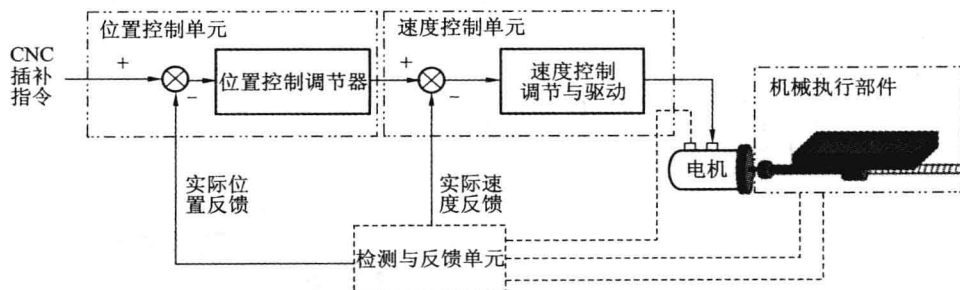 位置控制单元
速度控制单元
CNC
插补
指令
+
−
位置控制调节器
+
−
速度控制
调节与驱动
机械执行部件
电机
实际位
置反馈
实际速
度反馈
检测与反馈单元